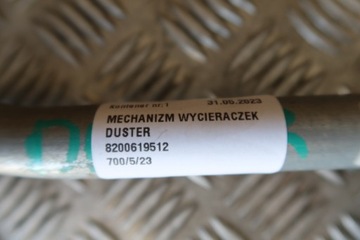 31.05.2023
MECHANIZM WYCIERACZEK
DUSTER
8200619512
700/5/23